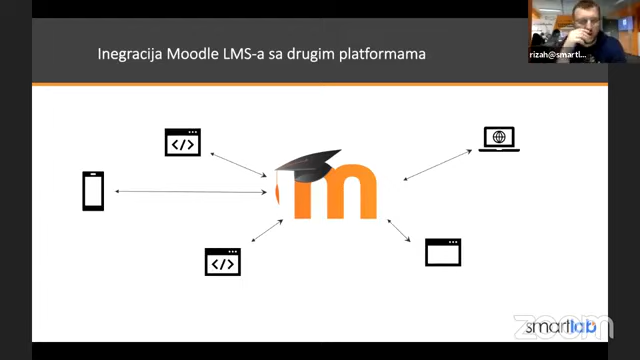 Inegracija Moodle LMS-a sa drugim platformama
rizah@smartl...
</>
m
</>
smartlab
zoom